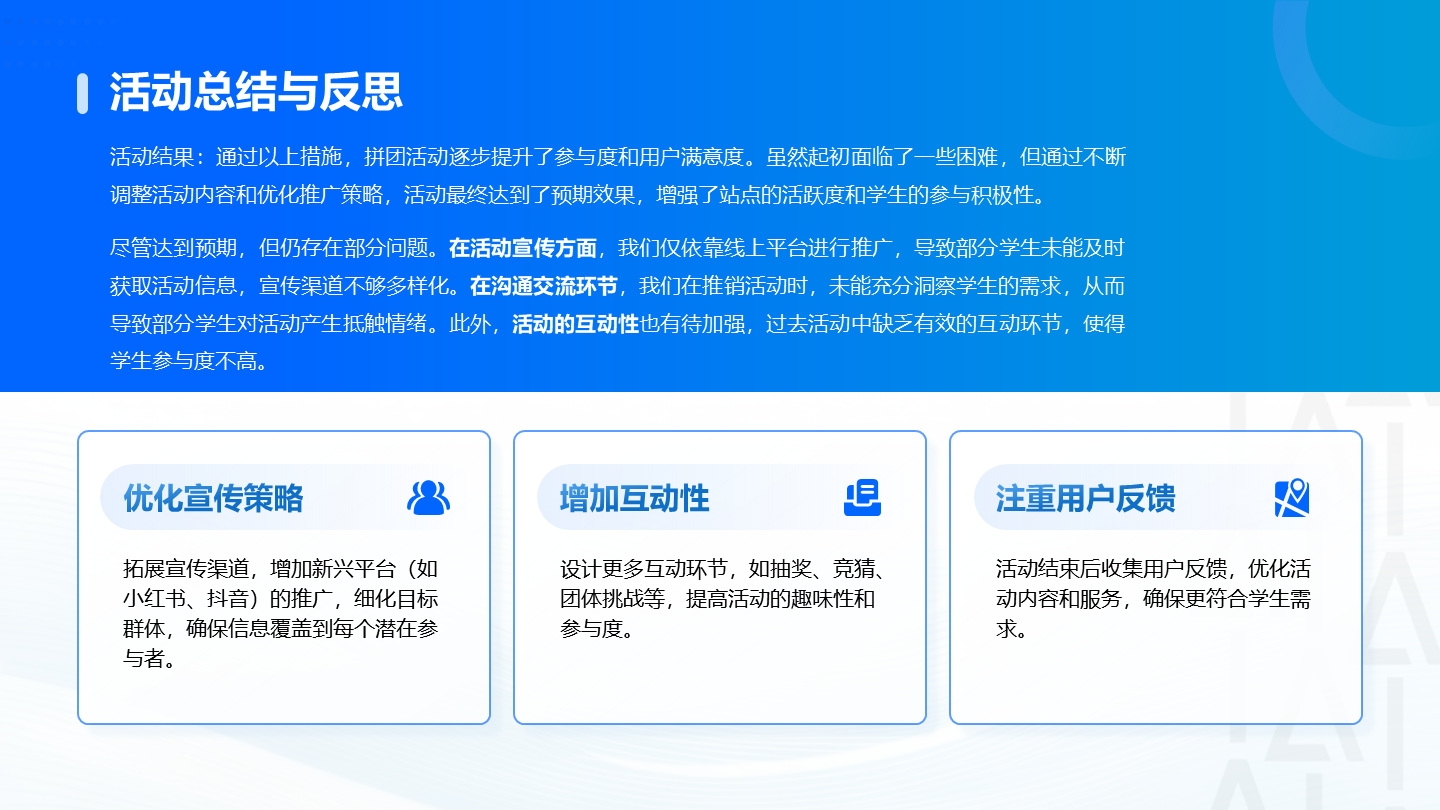 活动总结与反思
活动结果：通过以上措施，拼团活动逐步提升了参与度和用户满意度。虽然起初面临了一些困难，但通过不断
调整活动内容和优化推广策略，活动最终达到了预期效果，增强了站点的活跃度和学生的参与积极性。
尽管达到预期，但仍存在部分问题。在活动宣传方面，我们仅依靠线上平台进行推广，导致部分学生未能及时
获取活动信息，宣传渠道不够多样化。在沟通交流环节，我们在推销活动时，未能充分洞察学生的需求，从而
导致部分学生对活动产生抵触情绪。此外，活动的互动性也有待加强，过去活动中缺乏有效的互动环节，使得
学生参与度不高。
优化宣传策略
拓展宣传渠道，增加新兴平台（如
小红书、抖音）的推广，细化目标
群体，确保信息覆盖到每个潜在参
与者。
增加互动性
设计更多互动环节，如抽奖、竞猜、
团体挑战等，提高活动的趣味性和
参与度。
注重用户反馈
活动结束后收集用户反馈，优化活
动内容和服务，确保更符合学生需
求。